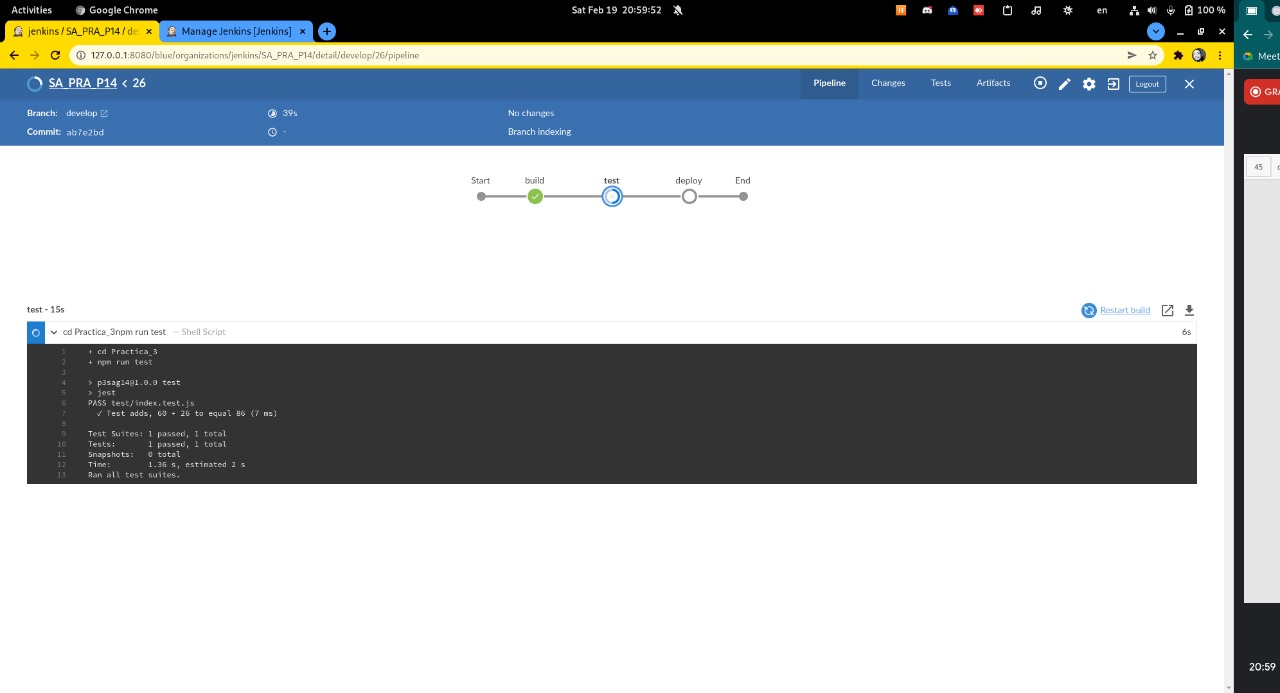 Activities
Google Chrome
Sat Feb 19 20:59:52
en
100 %
jenkins / SA_PRA_P14 / de
Manage Jenkins [Jenkins]
127.0.0.1:8080/blue/organizations/jenkins/SA_PRA_P14/detail/develop/26/pipeline
Meet
SA_PRA_P14 < 26
Pipeline
Changes
Tests
Artifacts
Logout
GRA
Branch: develop
39s
No changes
Commit: ab7e2bd
-
Branch indexing
Start
build
test
deploy
End
45
test - 15s
Restart build
cd Practica_3npm run test — Shell Script
6s
1 + cd Practica_3
2 + npm run test
3
4 > p3sag14@1.0.0 test
5 > jest
6 PASS test/index.test.js
7 ✓ Test adds, 60 + 26 to equal 86 (7 ms)
8
9 Test Suites: 1 passed, 1 total
10 Tests: 1 passed, 1 total
11 Snapshots: 0 total
12 Time: 1.36 s, estimated 2 s
13 Ran all test suites.
20:59